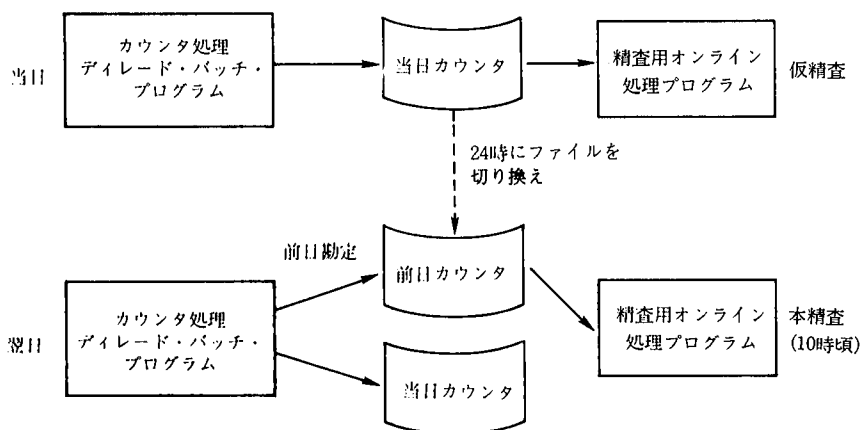 当日
カウンタ処理
ディレード・バッチ・
プログラム
当日カウンタ
精査用オンライン
処理プログラム
仮精査
24時にファイルを
切り換え
翌日
カウンタ処理
ディレード・バッチ・
プログラム
前日勘定
前日カウンタ
当日カウンタ
精査用オンライン
処理プログラム
本精査
(10時頃)